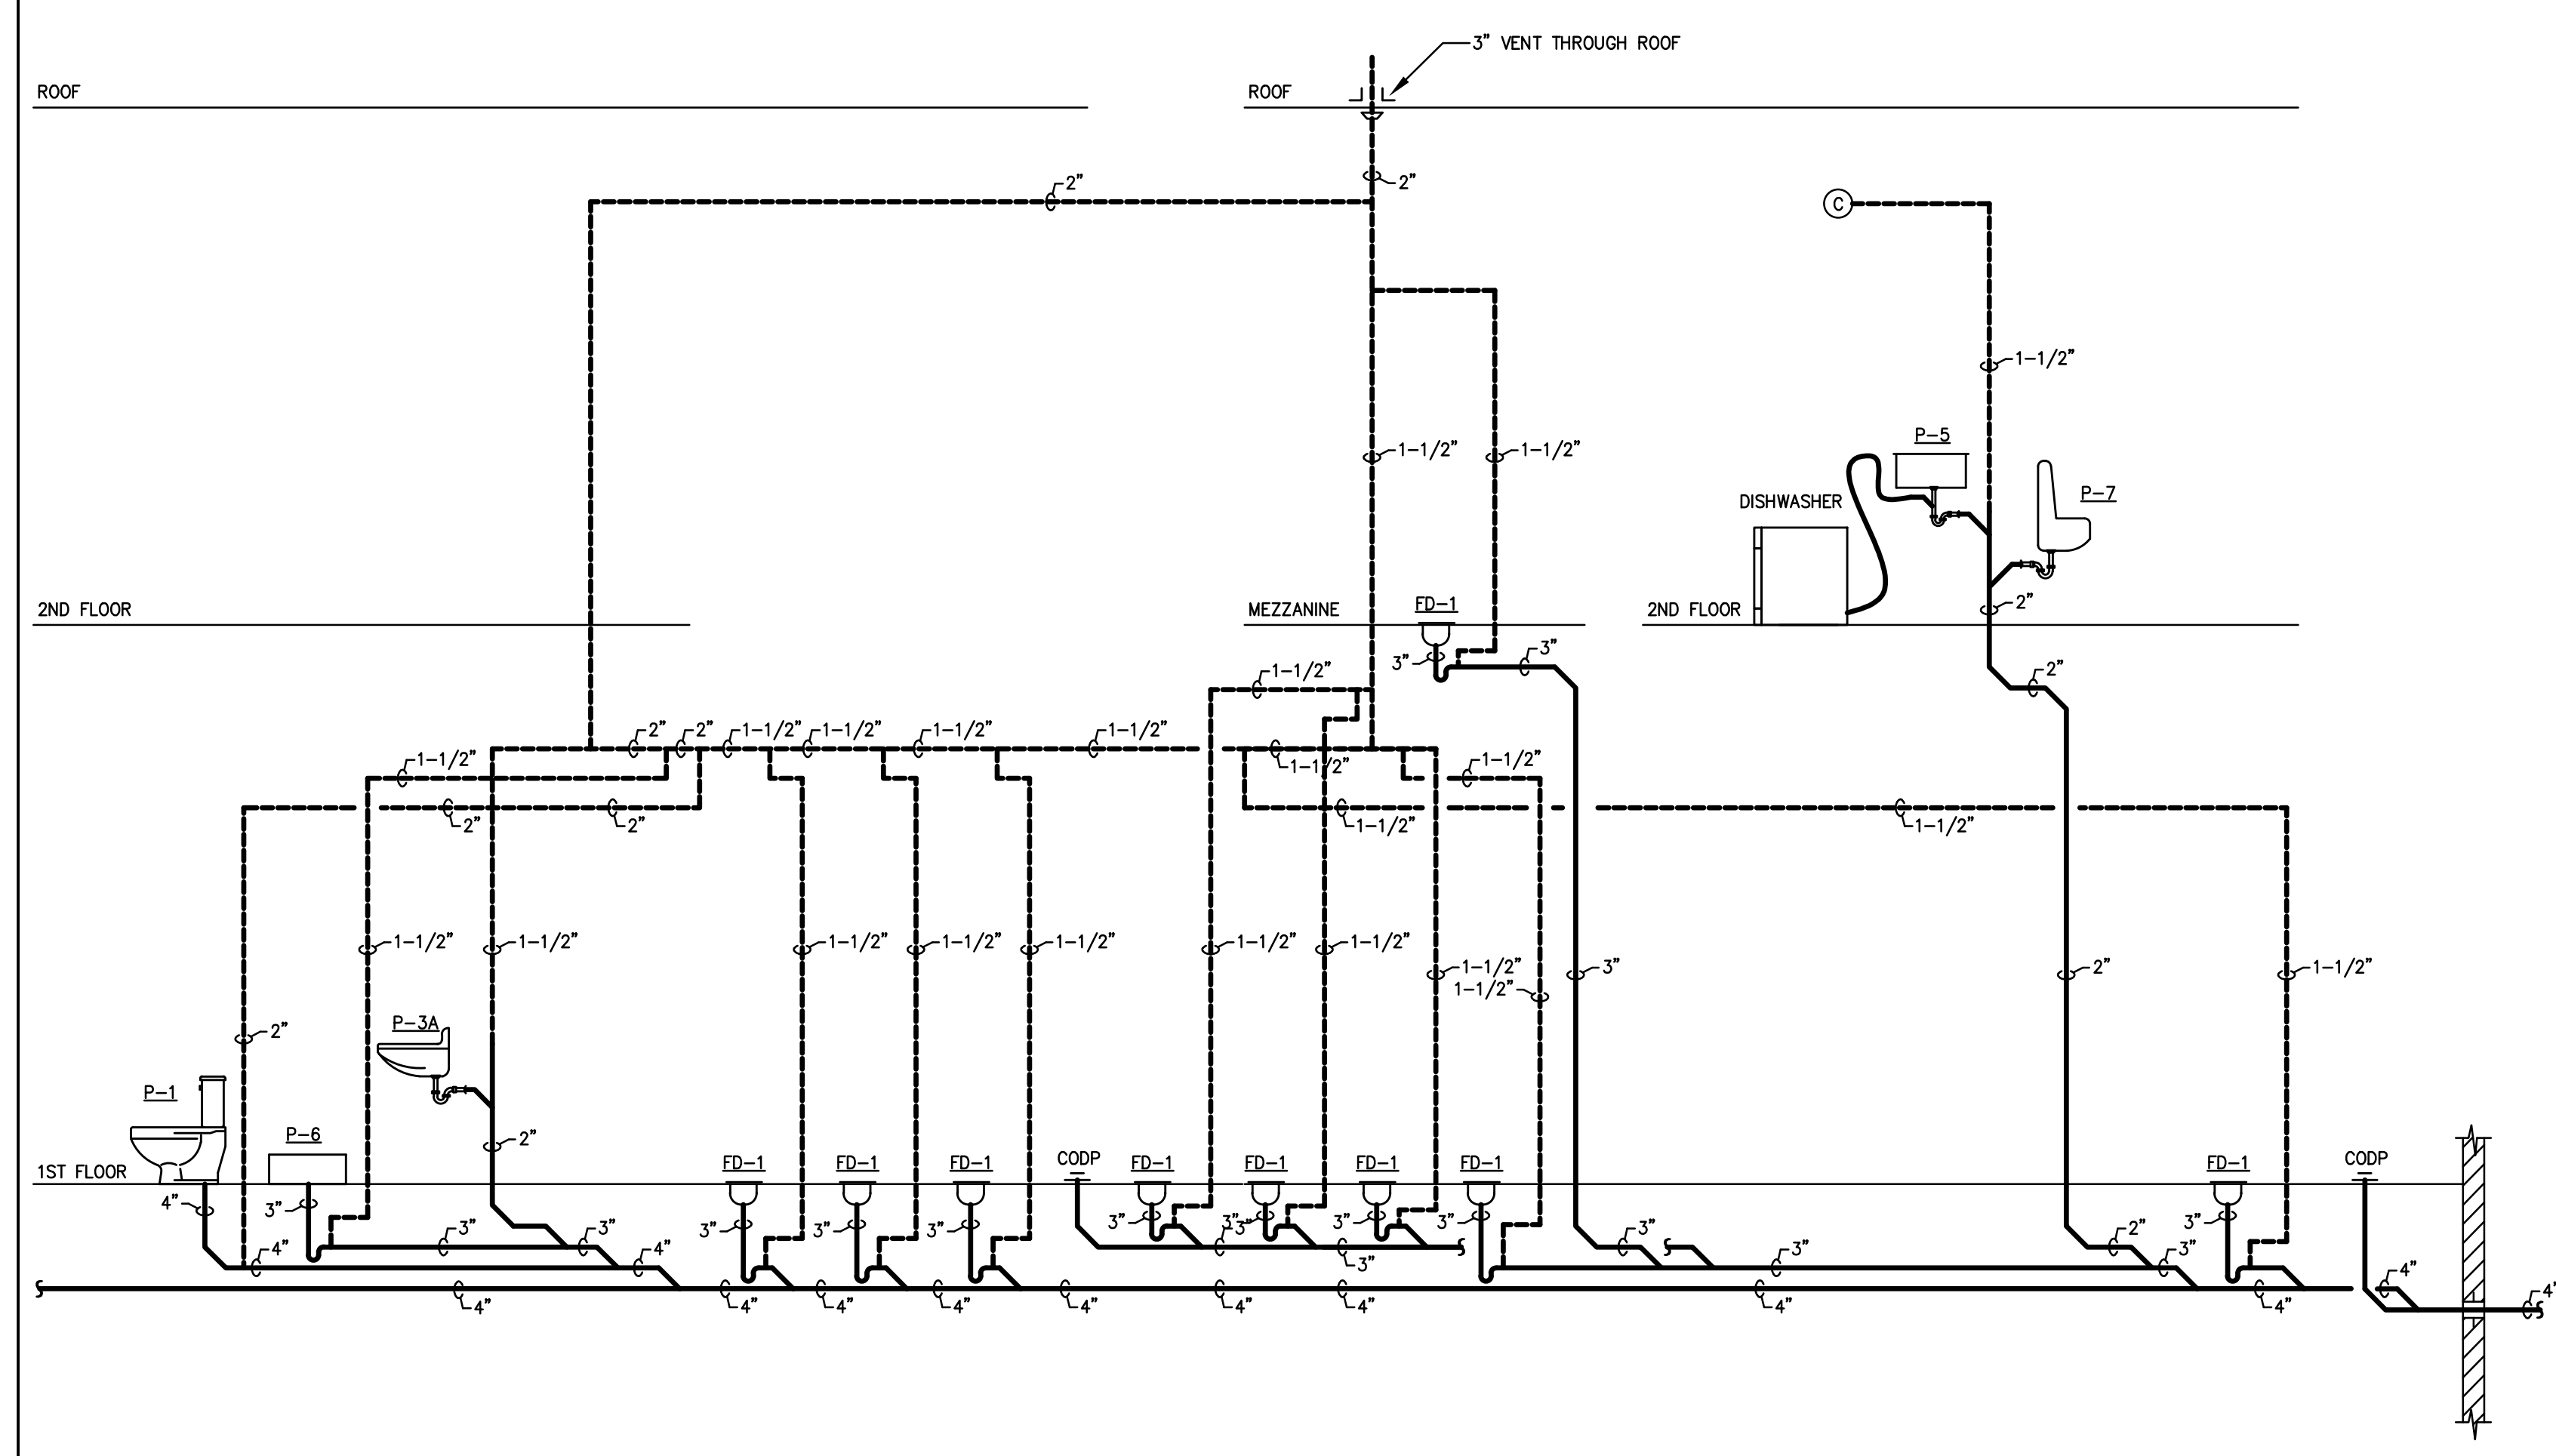 3" VENT THROUGH ROOF
ROOF
ROOF
2"
2"
C
1-1/2"
P-5
1-1/2"
1-1/2"
P-7
DISHWASHER
2ND FLOOR
MEZZANINE
FD-1
2ND FLOOR
2"
3"
3"
1-1/2"
2"
2"
2"
1-1/2"
1-1/2"
1-1/2"
1-1/2"
1-1/2"
1-1/2"
1-1/2"
2"
2"
1-1/2"
1-1/2"
1-1/2"
1-1/2"
1-1/2"
1-1/2"
1-1/2"
1-1/2"
1-1/2"
1-1/2"
3"
2"
1-1/2"
1-1/2"
P-3A
2"
P-1
P-6
2"
1ST FLOOR
FD-1
FD-1
FD-1
CODP
FD-1
FD-1
FD-1
FD-1
FD-1
CODP
4"
3"
3"
3"
3"
3"
3"
3"
3"
3"
3"
3"
3"
3"
2"
3"
4"
4"
3"
3"
4"
4"
4"
4"
4"
4"
4"
4"
4"
4"
4"